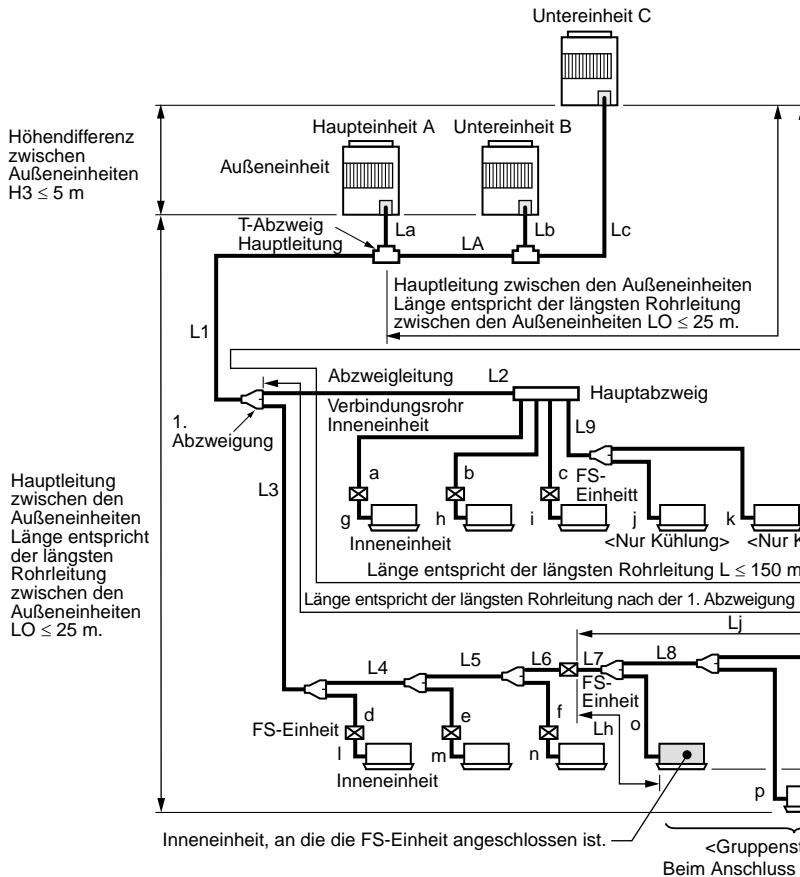 Untereinheit C
Haupteinheit A
Untereinheit B
Höhendifferenz
zwischen
Außeneinheiten
H3 ≤ 5 m
Außeneinheit
T-Abzweig
Hauptleitung
La
LA
Lb
Lc
Hauptleitung zwischen den Außeneinheiten
Länge entspricht der längsten Rohrleitung
zwischen den Außeneinheiten LO ≤ 25 m.
L1
Abzweigleitung
L2
Hauptabzweig
Verbindungsrohr
Inneneinheit
1.
Abzweigung
L9
L3
a
b
c
FS-
Einheitt
g
h
i
j
k
Inneneinheit
<Nur Kühlung>
<Nur K
Hauptleitung
zwischen den
Außeneinheiten
Länge entspricht
der längsten
Rohrleitung
zwischen den
Außeneinheiten
LO ≤ 25 m.
Länge entspricht der längsten Rohrleitung L ≤ 150 m
Länge entspricht der längsten Rohrleitung nach der 1. Abzweigung
Lj
L4
L5
L6
L7
L8
FS-
Einheit
d
e
f
Lh
o
FS-Einheit
l
m
n
Inneneinheit
p
Inneneinheit, an die die FS-Einheit angeschlossen ist.
<Gruppenst
Beim Anschluss